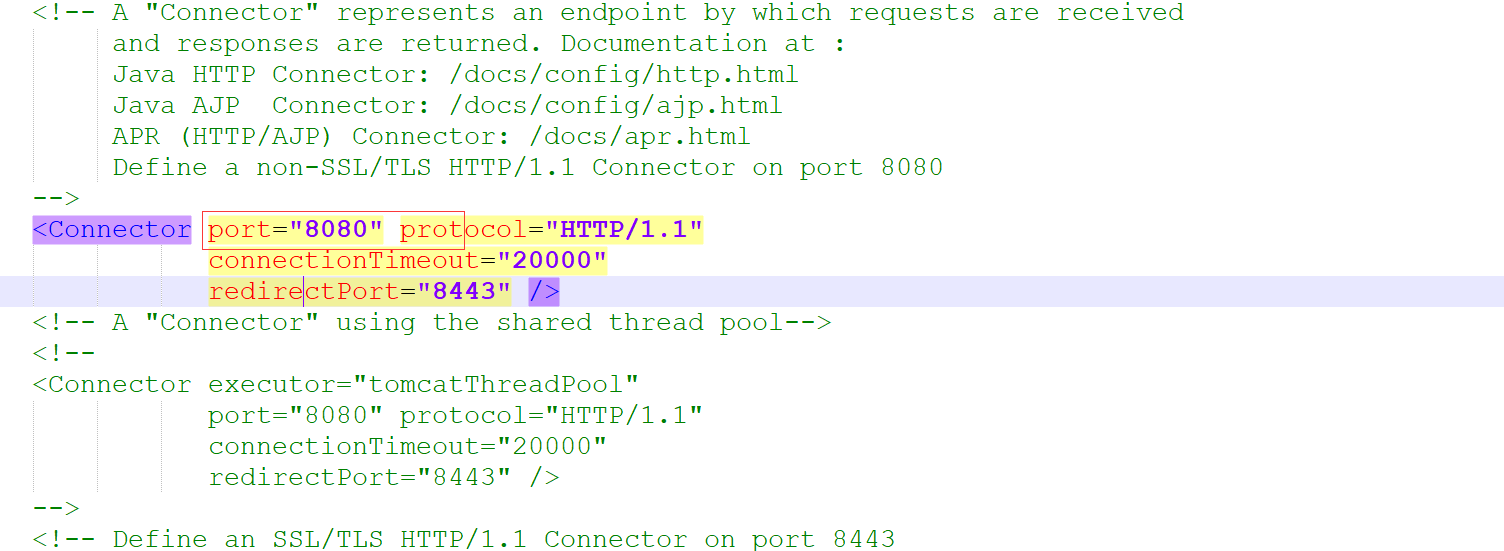 <!-- A "Connector" represents an endpoint by which requests are received
and responses are returned. Documentation at :
Java HTTP Connector: /docs/config/http.html
Java AJP  Connector: /docs/config/ajp.html
APR (HTTP/AJP) Connector: /docs/apr.html
Define a non-SSL/TLS HTTP/1.1 Connector on port 8080
-->
<Connector port="8080" protocol="HTTP/1.1"
connectionTimeout="20000"
redirectPort="8443" />
<!-- A "Connector" using the shared thread pool-->
<!--
<Connector executor="tomcatThreadPool"
port="8080" protocol="HTTP/1.1"
connectionTimeout="20000"
redirectPort="8443" />
-->
<!-- Define an SSL/TLS HTTP/1.1 Connector on port 8443